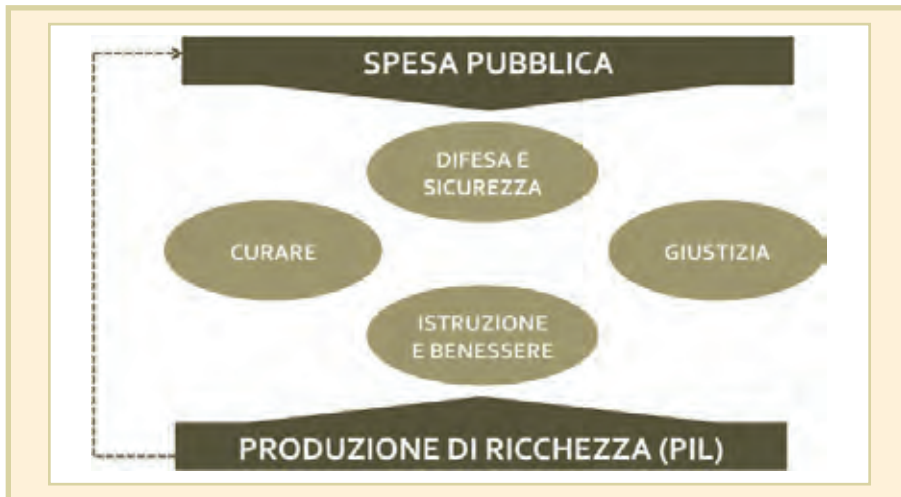 SPESA PUBBLICA
DIFESA E
SICUREZZA
CURARE
GIUSTIZIA
ISTRUZIONE
E BENESSERE
PRODUZIONE DI RICCHEZZA (PIL)